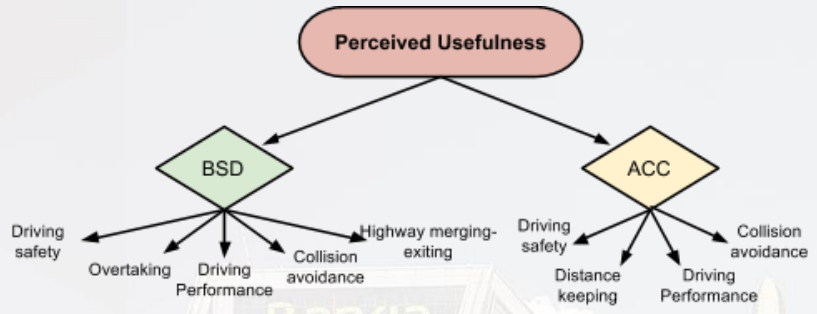 Perceived Usefulness
BSD
ACC
Driving
safety
Overtaking
Driving
Performance
Collision
avoidance
Highway merging-
exiting
Driving
safety
Distance
keeping
Driving
Performance
Collision
avoidance